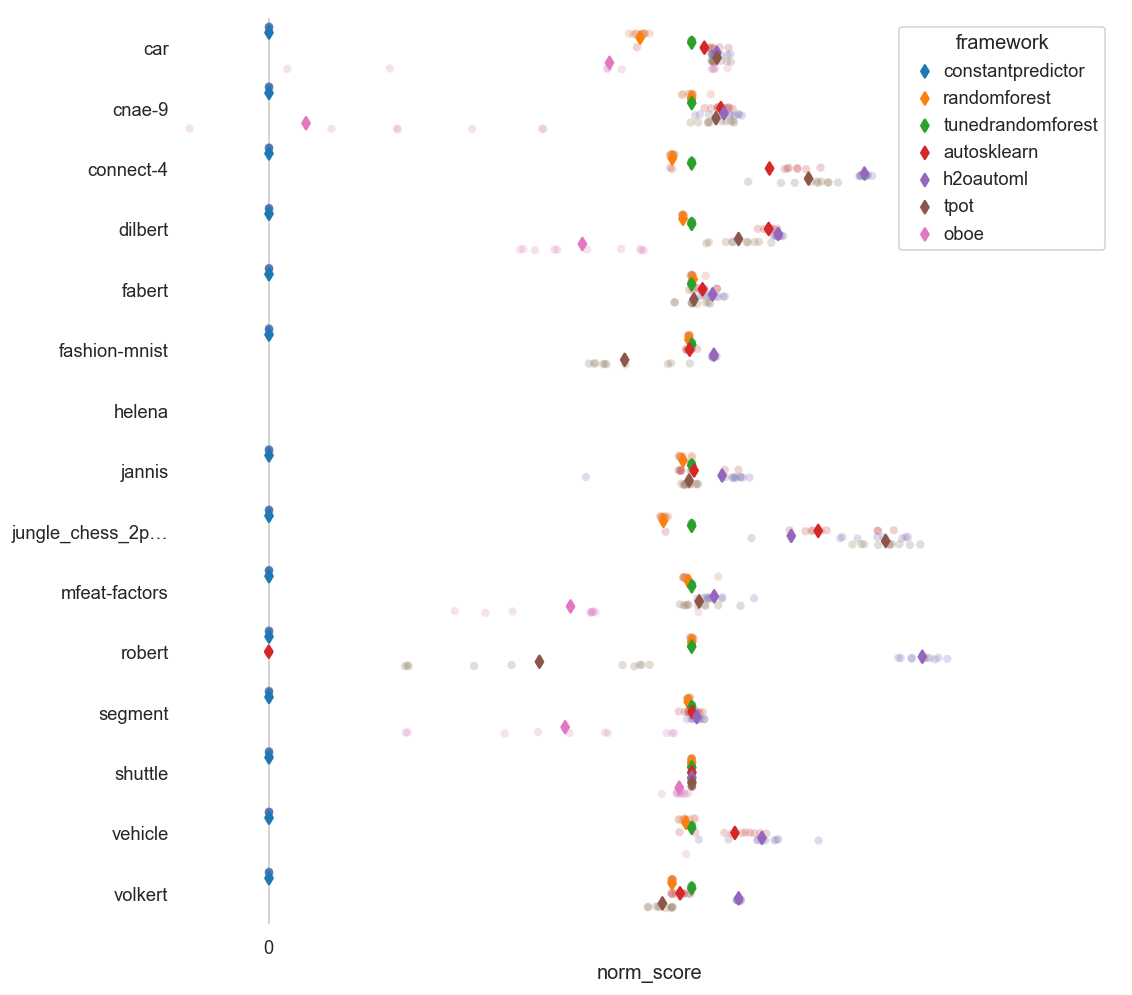 car
cnae-9
connect-4
dilbert
fabert
fashion-mnist
helena
jannis
jungle_chess_2p…
mfeat-factors
robert
segment
shuttle
vehicle
volkert
0
norm_score
framework
constantpredictor
randomforest
tunedrandomforest
autosklearn
h2oautoml
tpot
oboe